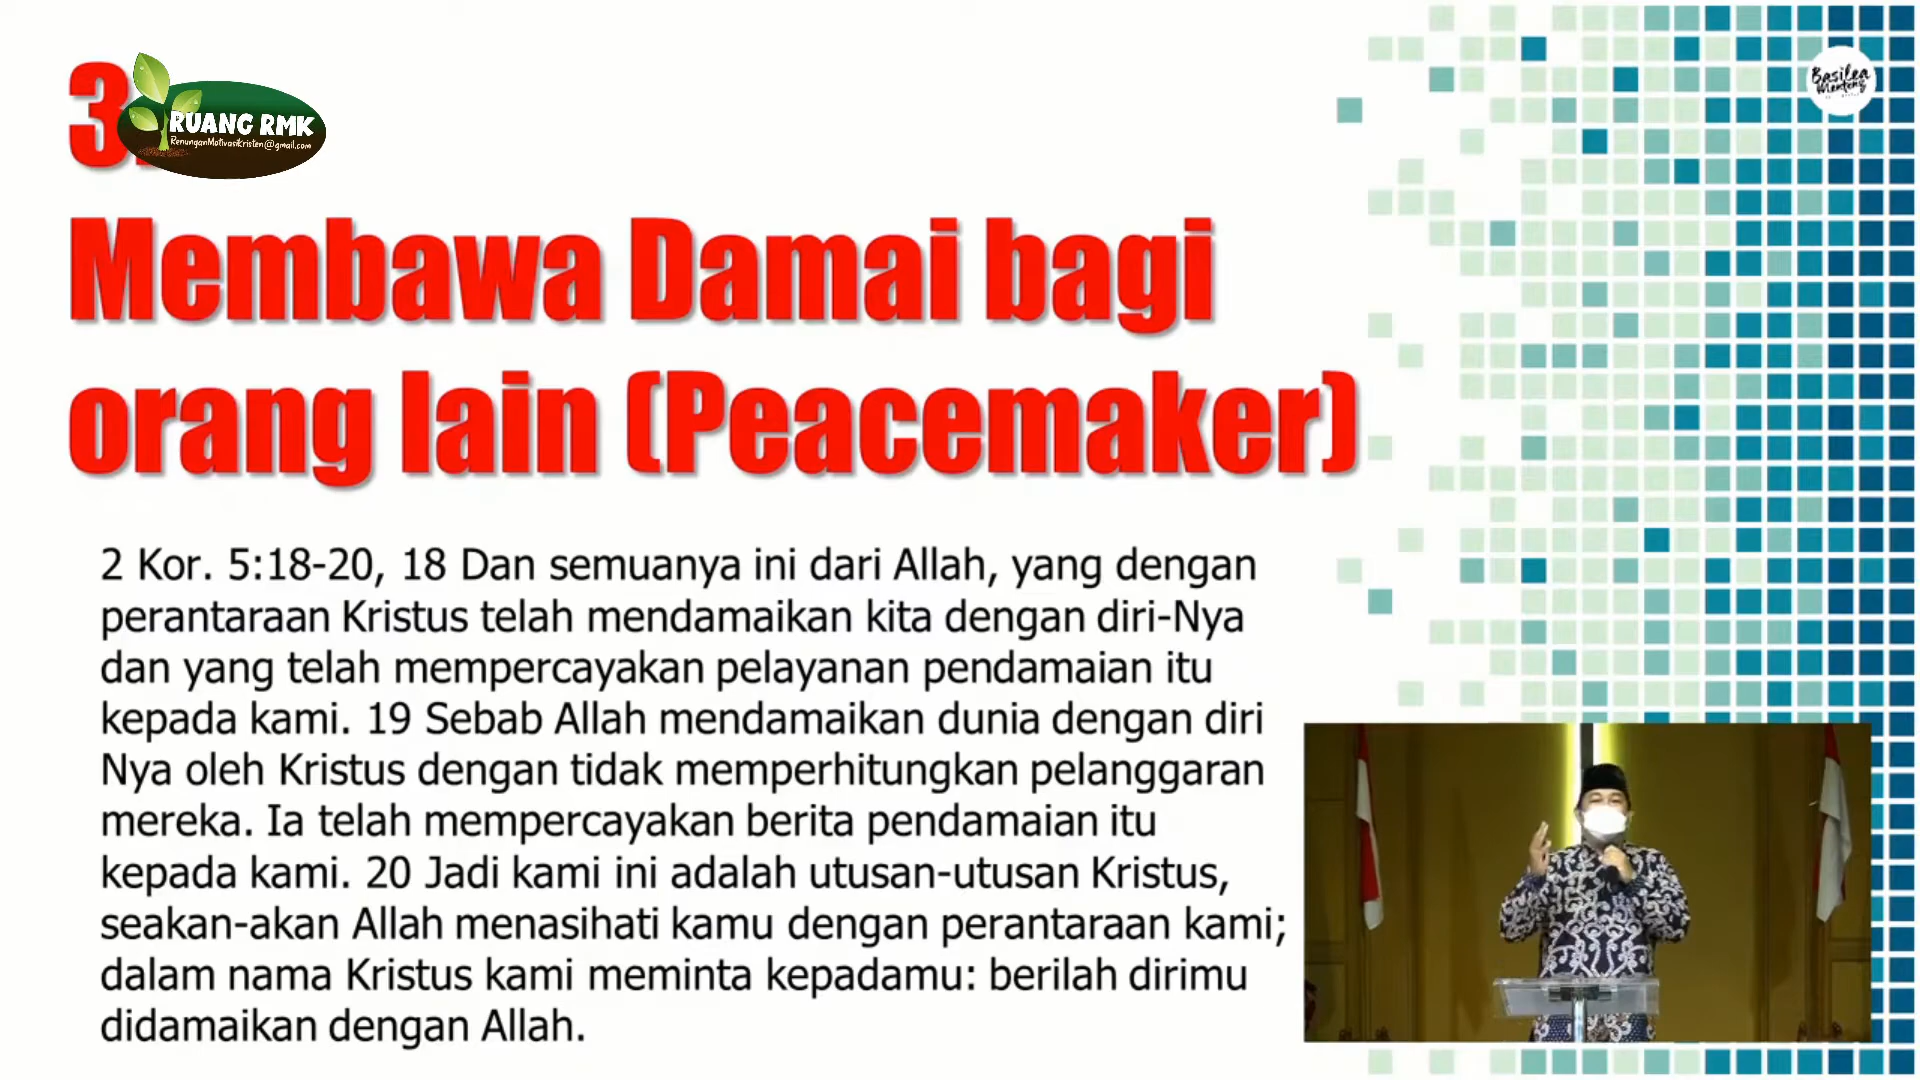 3.
RUANG RMK
RenunganMotivasiKristen@gmail.com
Basilea
Menteng
Membawa Damai bagi
orang lain (Peacemaker)
2 Kor. 5:18-20, 18 Dan semuanya ini dari Allah, yang dengan
perantaraan Kristus telah mendamaikan kita dengan diri-Nya
dan yang telah mempercayakan pelayanan pendamaian itu
kepada kami. 19 Sebab Allah mendamaikan dunia dengan diri
Nya oleh Kristus dengan tidak memperhitungkan pelanggaran
mereka. Ia telah mempercayakan berita pendamaian itu
kepada kami. 20 Jadi kami ini adalah utusan-utusan Kristus,
seakan-akan Allah menasihati kamu dengan perantaraan kami;
dalam nama Kristus kami meminta kepadamu: berilah dirimu
didamaikan dengan Allah.